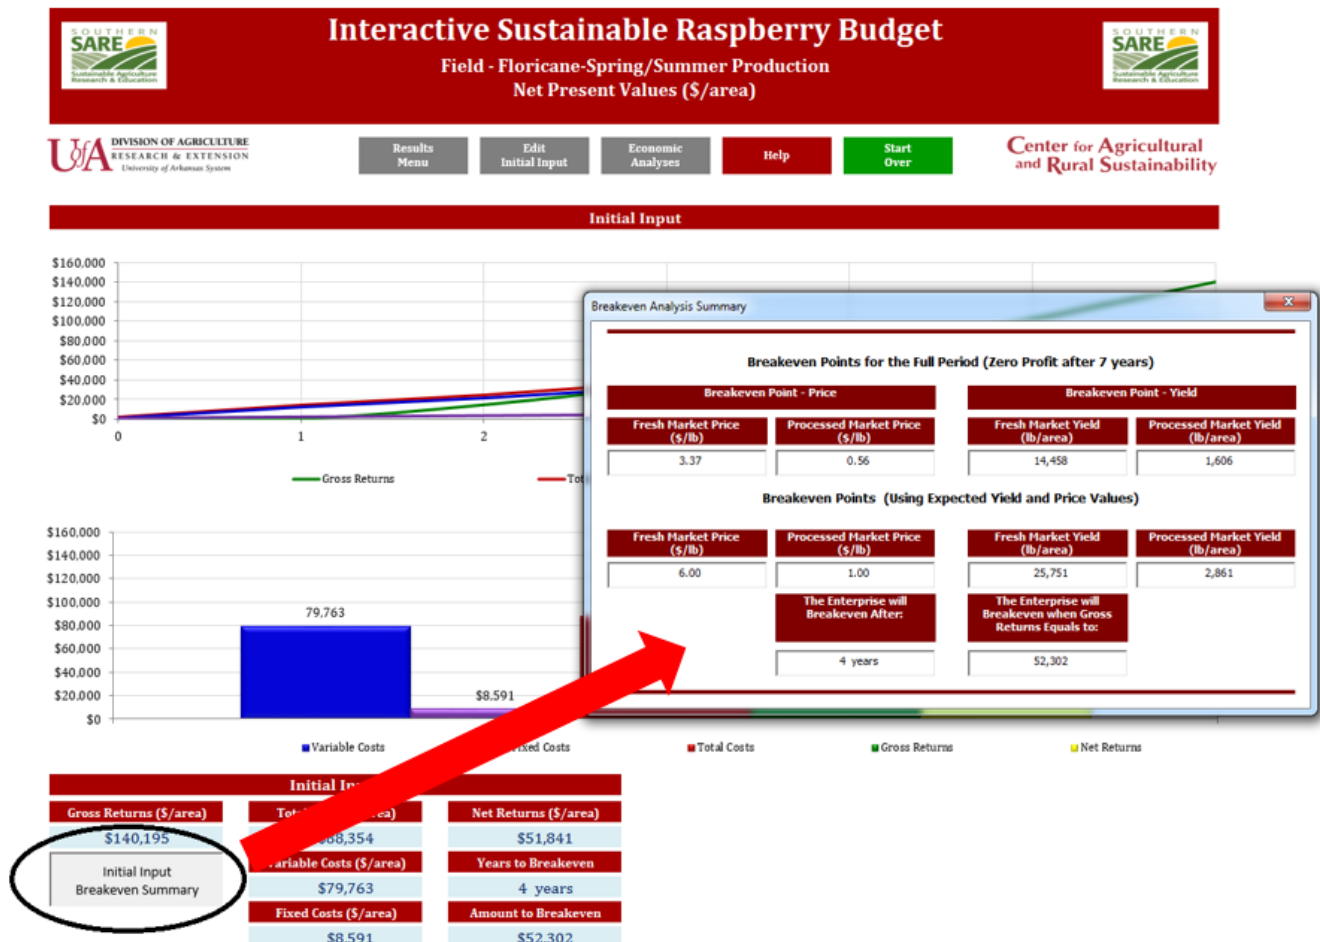 SOUTHERN
SARE
Sustainable Agriculture
Research & Education
Interactive Sustainable Raspberry Budget
Field - Floricane-Spring/Summer Production
Net Present Values ($/area)
SOUTHERN
SARE
Sustainable Agriculture
Research & Education
UofA DIVISION OF AGRICULTURE
RESEARCH & EXTENSION
University of Arkansas System
Results
Menu
Edit
Initial Input
Economic
Analyses
Help
Start
Over
Center for Agricultural
and Rural Sustainability
Initial Input
$160,000
$140,000
$120,000
$100,000
$80,000
$60,000
$40,000
$20,000
$0
0 1 2
Gross Returns
Breakeven Analysis Summary
x
Breakeven Points for the Full Period (Zero Profit after 7 years)
Breakeven Point - Price
Breakeven Point - Yield
Fresh Market Price
($/lb)
Processed Market Price
($/lb)
Fresh Market Yield
(lb/area)
Processed Market Yield
(lb/area)
3.37 0.56 14,458 1,606
Breakeven Points (Using Expected Yield and Price Values)
Fresh Market Price
($/lb)
Processed Market Price
($/lb)
Fresh Market Yield
(lb/area)
Processed Market Yield
(lb/area)
6.00 1.00 25,751 2,861
The Enterprise will
Breakeven After:
The Enterprise will
Breakeven when Gross
Returns Equals to:
4 years 52,302
$160,000
$140,000
$120,000
$100,000
$80,000
$60,000
$40,000
$20,000
$0
79,763
$8,591
Variable Costs
Costs
Total Costs
Gross Returns
Net Returns
Initial
Gross Returns ($/area)
Net Returns ($/area)
$140,195
$51,841
Initial Input
Breakeven Summary
Variable Costs ($/area)
Years to Breakeven
$79,763
4 years
Fixed Costs ($/area)
Amount to Breakeven
$8,591
$52,302